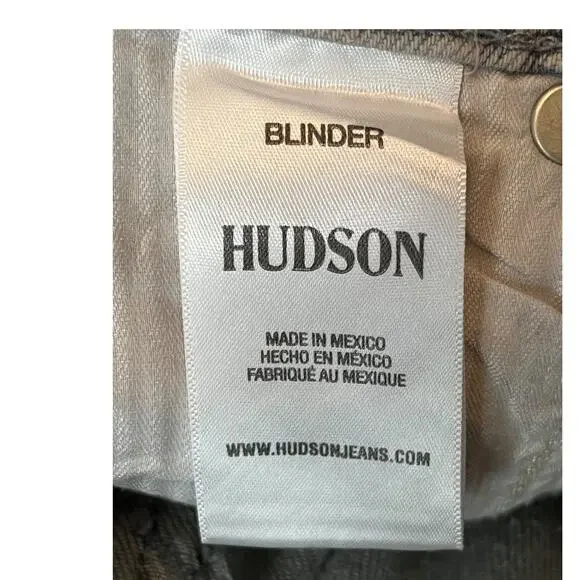 BLINDER
HUDSON
MADE IN MEXICO
HECHO EN MÉXICO
FABRIQUÉ AU MEXIQUE
WWW.HUDSONJEANS.COM